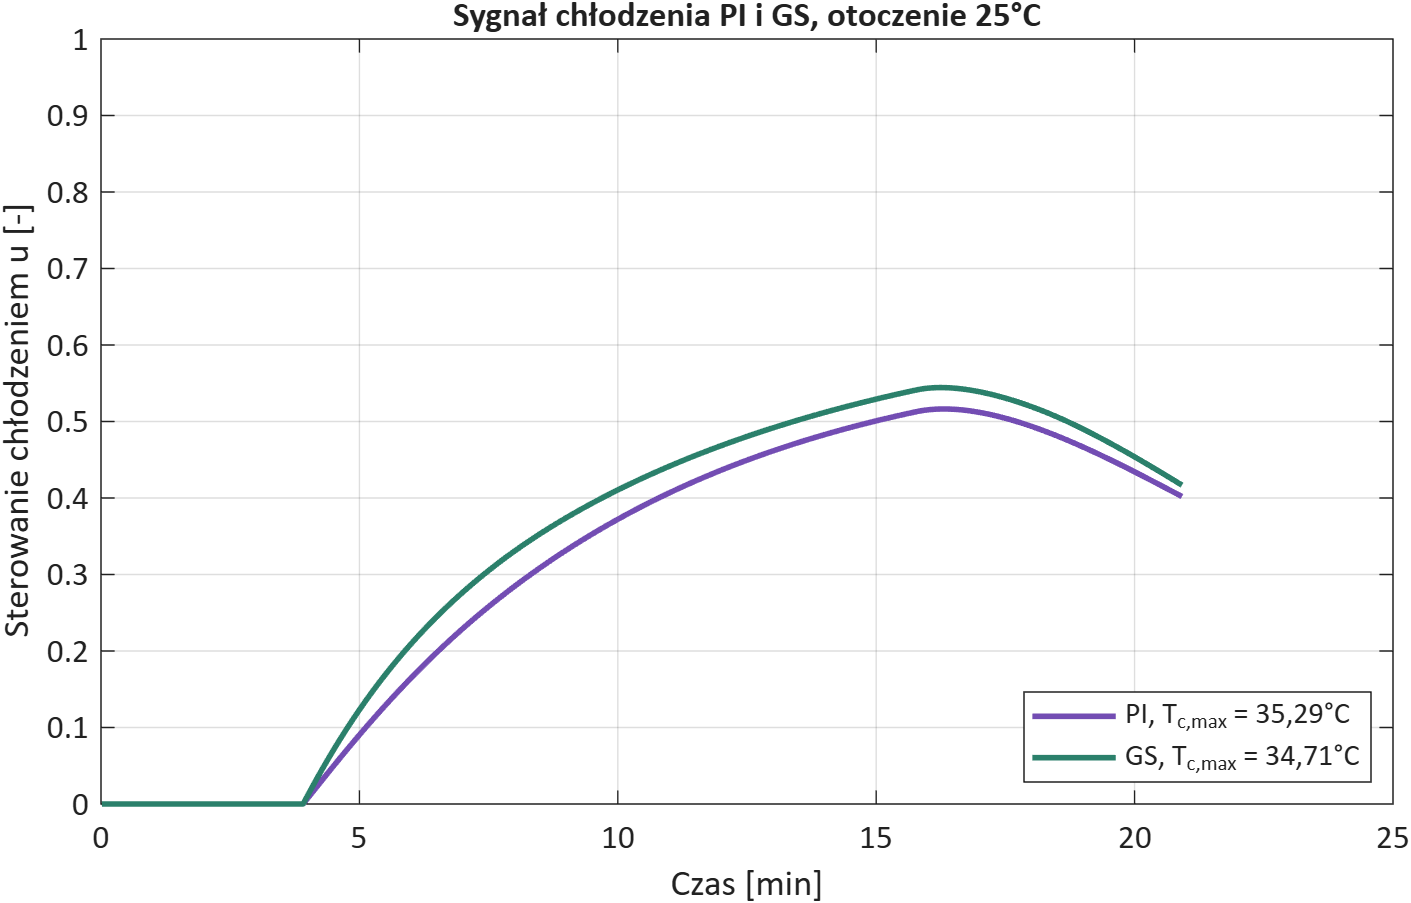 Sygnał chłodzenia PI i GS, otoczenie 25°C
Sterowanie chłodzeniem u [-]
1
0.9
0.8
0.7
0.6
0.5
0.4
0.3
0.2
0.1
0
0 5 10 15 20 25
Czas [min]
PI, Tc,max = 35,29°C
GS, Tc,max = 34,71°C